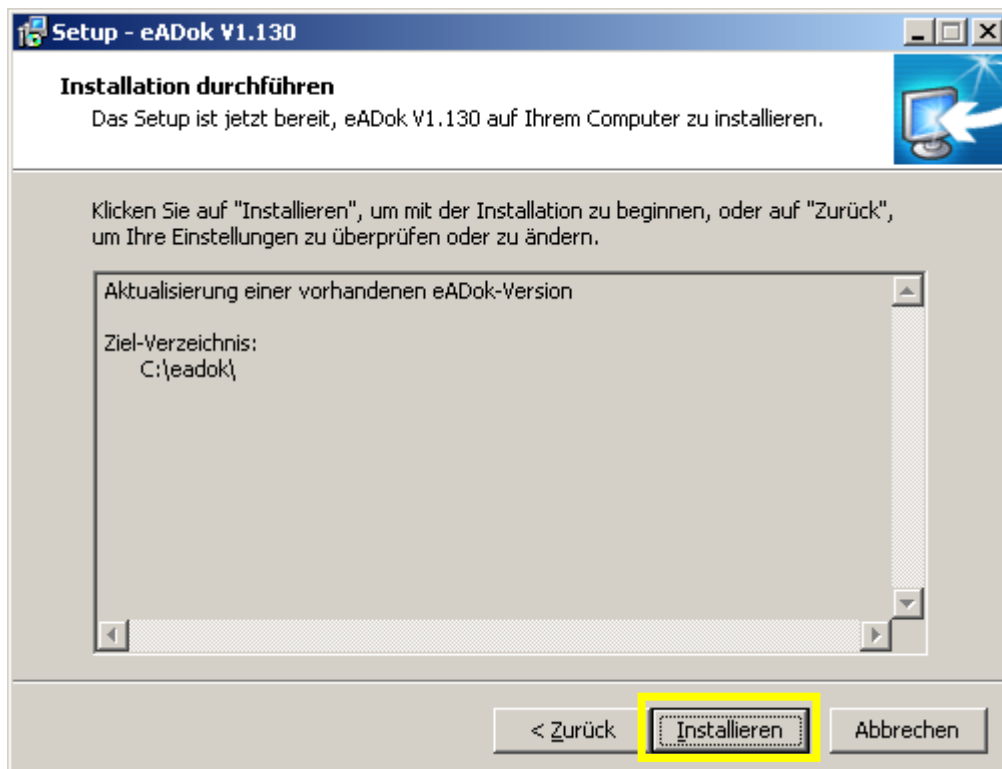 Setup - eADok V1.130
Installation durchführen
Das Setup ist jetzt bereit, eADok V1.130 auf Ihrem Computer zu installieren.
Klicken Sie auf "Installieren", um mit der Installation zu beginnen, oder auf "Zurück",
um Ihre Einstellungen zu überprüfen oder zu ändern.
Aktualisierung einer vorhandenen eADok-Version
Ziel-Verzeichnis:
C:\eadok\
< Zurück Installieren Abbrechen